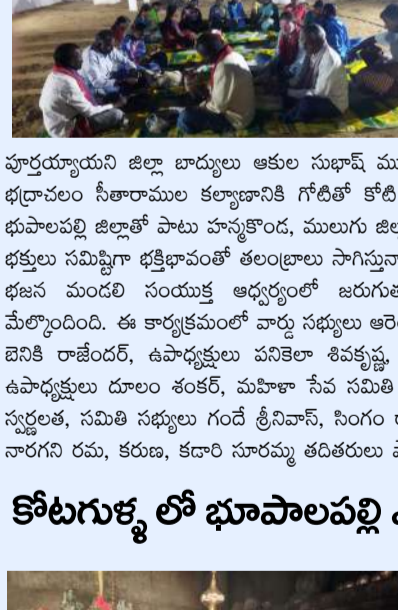 పూర్తయ్యాయని జిల్లా బాధ్యులు ఆకుల సుభాష్ ము
భద్రాచలం సీతారాముల కల్యాణానికి గోటితో కోటి
భుపాలపల్లి జిల్లాతో పాటు హన్మకొండ, ములుగు జిల్
భక్తులు సమిష్టిగా భక్తిభావంతో తలంబ్రాలు సాగిస్తునా
భజన మండలి సంయుక్త ఆధ్వర్యంలో జరుగుత
మేల్కొందింది. ఈ కార్యక్రమంలో వార్డు సభ్యులు ఆరె
బెనికి రాజేందర్, ఉపాధ్యక్షులు పనికెలా శివకృష్ణ,
ఉపాధ్యక్షులు దూలం శంకర్, మహిళా సేవ సమితి
స్వర్ణలత, సమితి సభ్యులు గందే శ్రీనివాస్, సింగం
నారగని రమ, కరుణ, కడారి సూరమ్మ తదితరులు
కోటగుళ్ళ లో భూపాలపల్లి